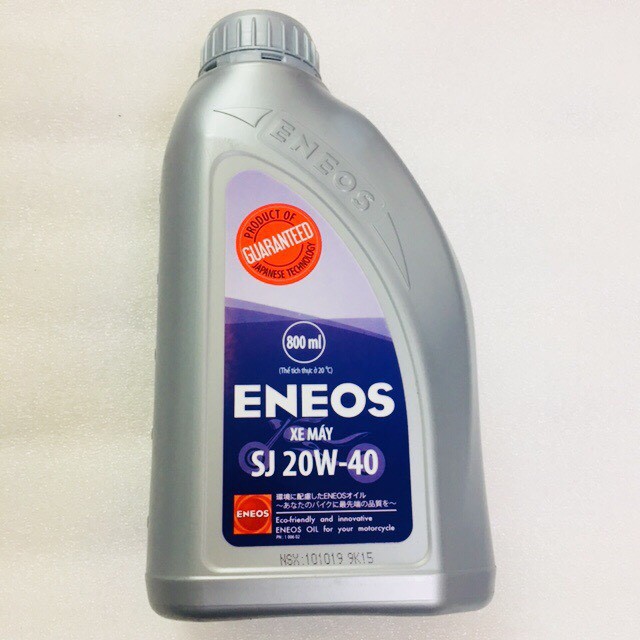 ENEOS
PRODUCT OF
GUARANTEED
JAPANESE TECHNOLOGY
800 ml
(Thể tích thực ở 20 °C)
ENEOS
XE MÁY
SJ 20W-40
ENEOS
環境に配慮したENEOSオイル
～あなたのバイクに最先端の品質を～
Eco-friendly and innovative
ENEOS OIL for your motorcycle
NSX:101019 9K15